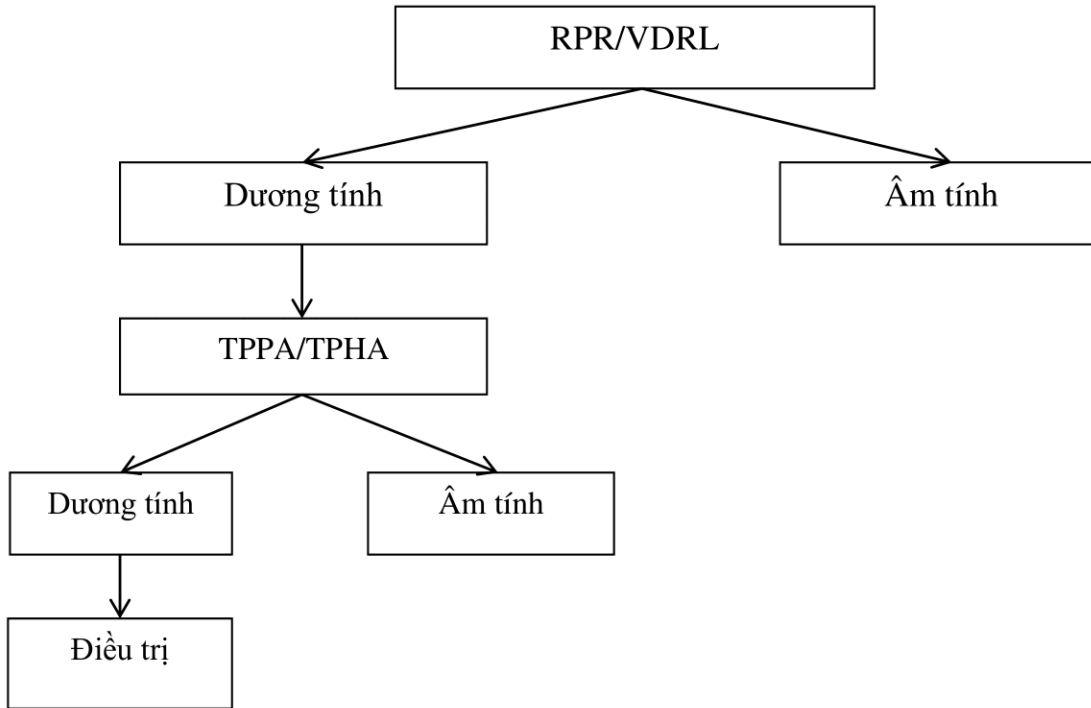 RPR/VDRL
Dương tính
Âm tính
TPPA/TPHA
Dương tính
Âm tính
Điều trị